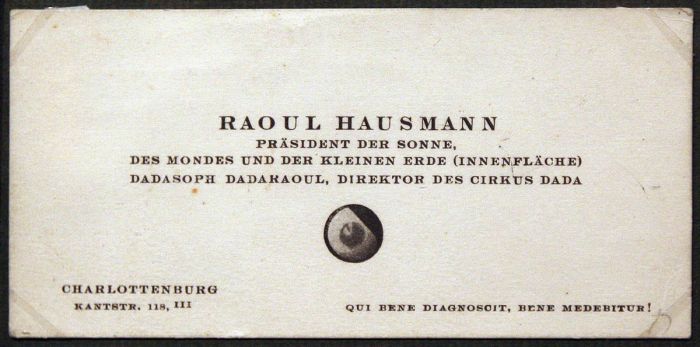 RAOUL HAUSMANN
PRÄSIDENT DER SONNE,
DES MONDES UND DER KLEINEN ERDE (INNENFLÄCHE)
DADASOPH DADARAOUL, DIREKTOR DES CIRKUS DADA
CHARLOTTENBURG
KANTSTR. 118, III
QUI BENE DIAGNOSCIT, BENE MEDEBITUR!